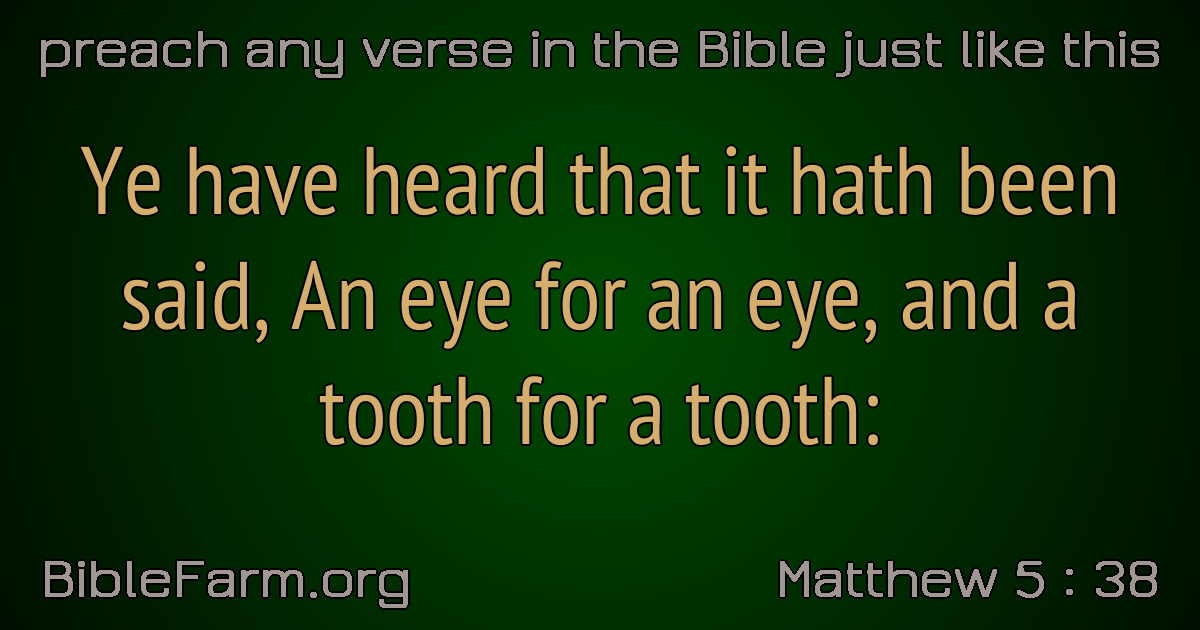 preach any verse in the Bible just like this
Ye have heard that it hath been
said, An eye for an eye, and a
tooth for a tooth:
BibleFarm.org
Matthew 5 : 38